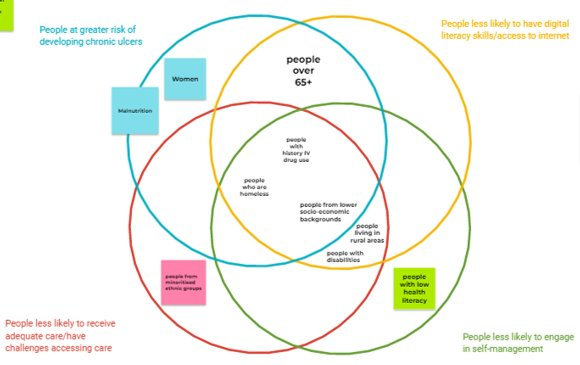 People at greater risk of
developing chronic ulcers
People less likely to have digital
literacy skills/access to internet
people
over
65+
Women
Malnutrition
people
with
history IV
drug use
people
who are
homeless
people from lower
socio-economic
backgrounds
people
living in
rural areas
people with
disabilities
people from
minoritised
ethnic groups
people
with low
health
literacy
People less likely to receive
adequate care/have
challenges accessing care
People less likely to engage
in self-management